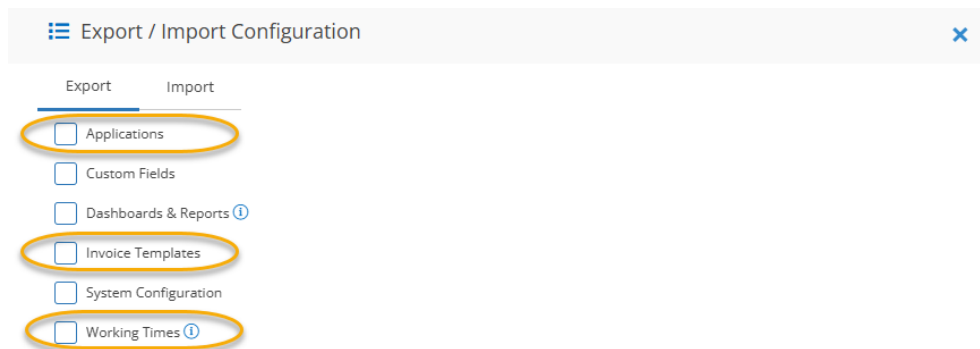 Export / Import Configuration
Export Import
Applications
Custom Fields
Dashboards & Reports
Invoice Templates
System Configuration
Working Times